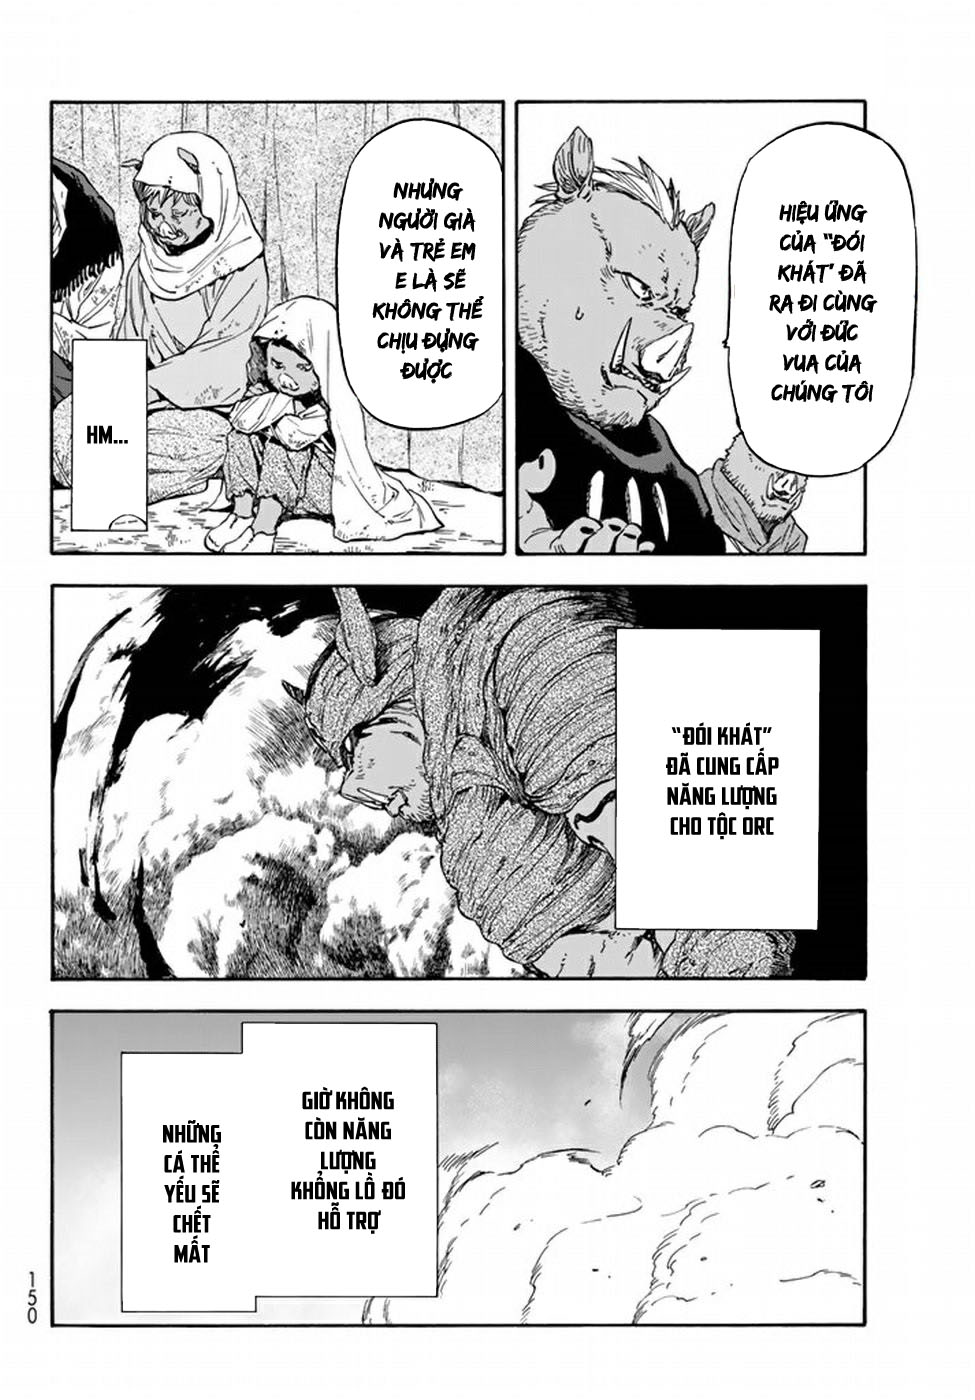 HIỆU ỨNG
CỦA "ĐÓI
KHÁT" ĐÃ
RA ĐI CÙNG
VỚI ĐỨC
VUA CỦA
CHÚNG TÔI
NHƯNG
NGƯỜI GIÀ
VÀ TRẺ EM
E LÀ SẼ
KHÔNG THỂ
CHỊU ĐỰNG
ĐƯỢC
HM...
"ĐÓI KHÁT"
ĐÃ CUNG CẤP
NĂNG LƯỢNG
CHO TỘC ORC
GIỜ KHÔNG
CÒN NĂNG
LƯỢNG
KHỔNG LỒ ĐÓ
HỖ TRỢ
NHỮNG
CÁ THỂ
YẾU SẼ
CHẾT
MẤT
150